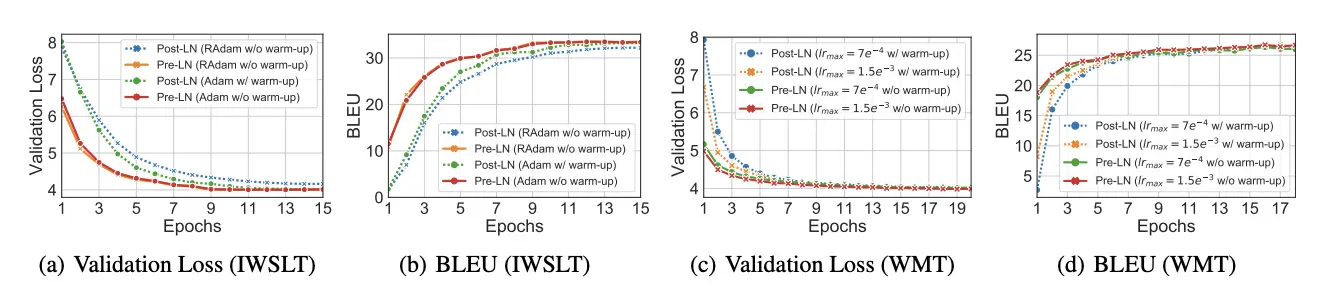 Validation Loss
8
7
6
5
4
Post-LN (RAdam w/o warm-up)
Pre-LN (RAdam w/o warm-up)
Post-LN (Adam w/ warm-up)
Pre-LN (Adam w/o warm-up)
1 3 5 7 9 11 13 15
Epochs
(a) Validation Loss (IWSLT)
BLEU
30
20
10
0
Post-LN (RAdam w/o warm-up)
Pre-LN (RAdam w/o warm-up)
Post-LN (Adam w/ warm-up)
Pre-LN (Adam w/o warm-up)
1 3 5 7 9 11 13 15
Epochs
(b) BLEU (IWSLT)
Validation Loss
8
7
6
5
4
Post-LN (lr_max = 7e⁻⁴ w/ warm-up)
Post-LN (lr_max = 1.5e⁻³ w/ warm-up)
Pre-LN (lr_max = 7e⁻⁴ w/o warm-up)
Pre-LN (lr_max = 1.5e⁻³ w/o warm-up)
1 3 5 7 9 11 13 15 17 19
Epochs
(c) Validation Loss (WMT)
BLEU
25
20
15
10
5
Post-LN (lr_max = 7e⁻⁴ w/ warm-up)
Post-LN (lr_max = 1.5e⁻³ w/ warm-up)
Pre-LN (lr_max = 7e⁻⁴ w/o warm-up)
Pre-LN (lr_max = 1.5e⁻³ w/o warm-up)
1 3 5 7 9 11 13 15 17
Epochs
(d) BLEU (WMT)